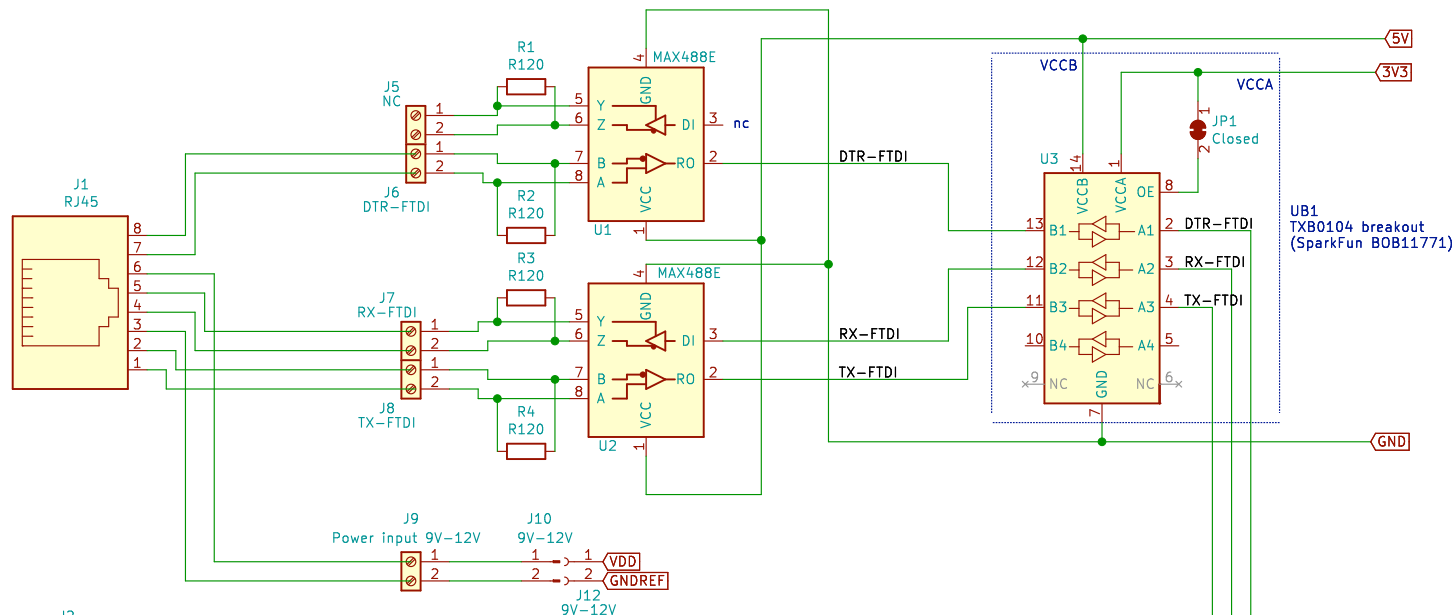 J1
RJ45
8
7
6
5
4
3
2
1
J5
NC
1
2
1
2
J6
DTR-FTDI
R1
R120
R2
R120
MAX488E
4
GND
5 Y
6 Z
DI 3 nc
7 B
8 A
RO 2
VCC
1
U1
DTR-FTDI
J7
RX-FTDI
1
2
1
2
J8
TX-FTDI
R3
R120
R4
R120
MAX488E
4
GND
5 Y
6 Z
DI 3
7 B
8 A
RO 2
VCC
1
U2
RX-FTDI
TX-FTDI
5V
3V3
VCCB
VCCA
JP1
Closed
1
2
U3
14
1
VCCB
VCCA
OE 8
13 B1
A1 2 DTR-FTDI
12 B2
A2 3 RX-FTDI
11 B3
A3 4 TX-FTDI
10 B4
A4 5
9 NC
NC 6
GND
7
UB1
TXB0104 breakout
(SparkFun BOB11771)
GND
J9
Power input 9V-12V
1
2
J10
9V-12V
1 1 VDD
2 2 GNDREF
J12
9V-12V